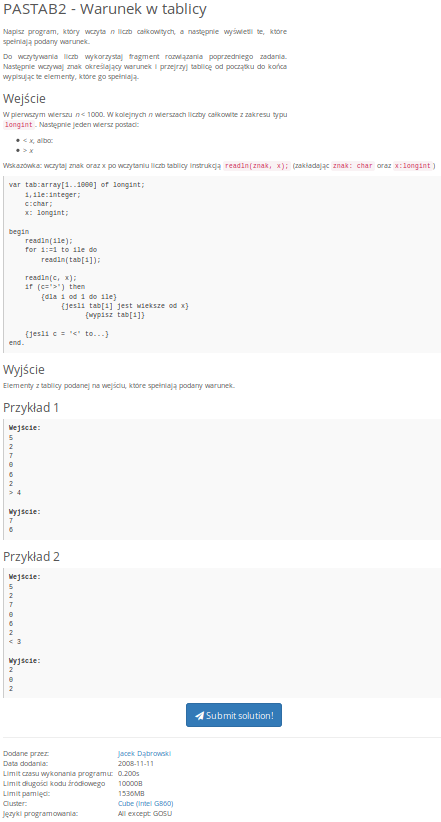 PASTAB2 - Warunek w tablicy
Napisz program, który wczyta n liczb całkowitych, a następnie wyświetli te, które
spełniają podany warunek.
Do wczytywania liczb wykorzystaj fragment rozwiązania poprzedniego zadania.
Następnie wczywaj znak określający warunek i przejrzyj tablicę od początku do końca
wypisując te elementy, które go spełniają.
Wejście
W pierwszym wierszu n < 1000. W kolejnych n wierszach liczby całkowite z zakresu typu
longint. Następnie jeden wiersz postaci:
• < x, albo:
• > x
Wskazówka: wczytaj znak oraz x po wczytaniu liczb tablicy instrukcją readln(znak, x); (zakładając znak: char oraz x:longint)
var tab:array[1..1000] of longint;
i,ile:integer;
c:char;
x: longint;
begin
readln(ile);
for i:=1 to ile do
readln(tab[i]);
readln(c, x);
if (c='>') then
{dla i od 1 do ile}
{jesli tab[i] jest wieksze od x}
{wypisz tab[i]}
{jesli c = '<' to...}
end.
Wyjście
Elementy z tablicy podanej na wejściu, które spełniają podany warunek.
Przykład 1
Wejście:
5
2
7
0
6
2
> 4
Wyjście:
7
6
Przykład 2
Wejście:
5
2
7
0
6
2
< 3
Wyjście:
2
0
2
Submit solution!
Dodane przez: Jacek Dąbrowski
Data dodania: 2008-11-11
Limit czasu wykonania programu: 0.200s
Limit długości kodu źródłowego 10000B
Limit pamięci: 1536MB
Cluster: Cube (Intel G860)
Języki programowania: All except: GOSU